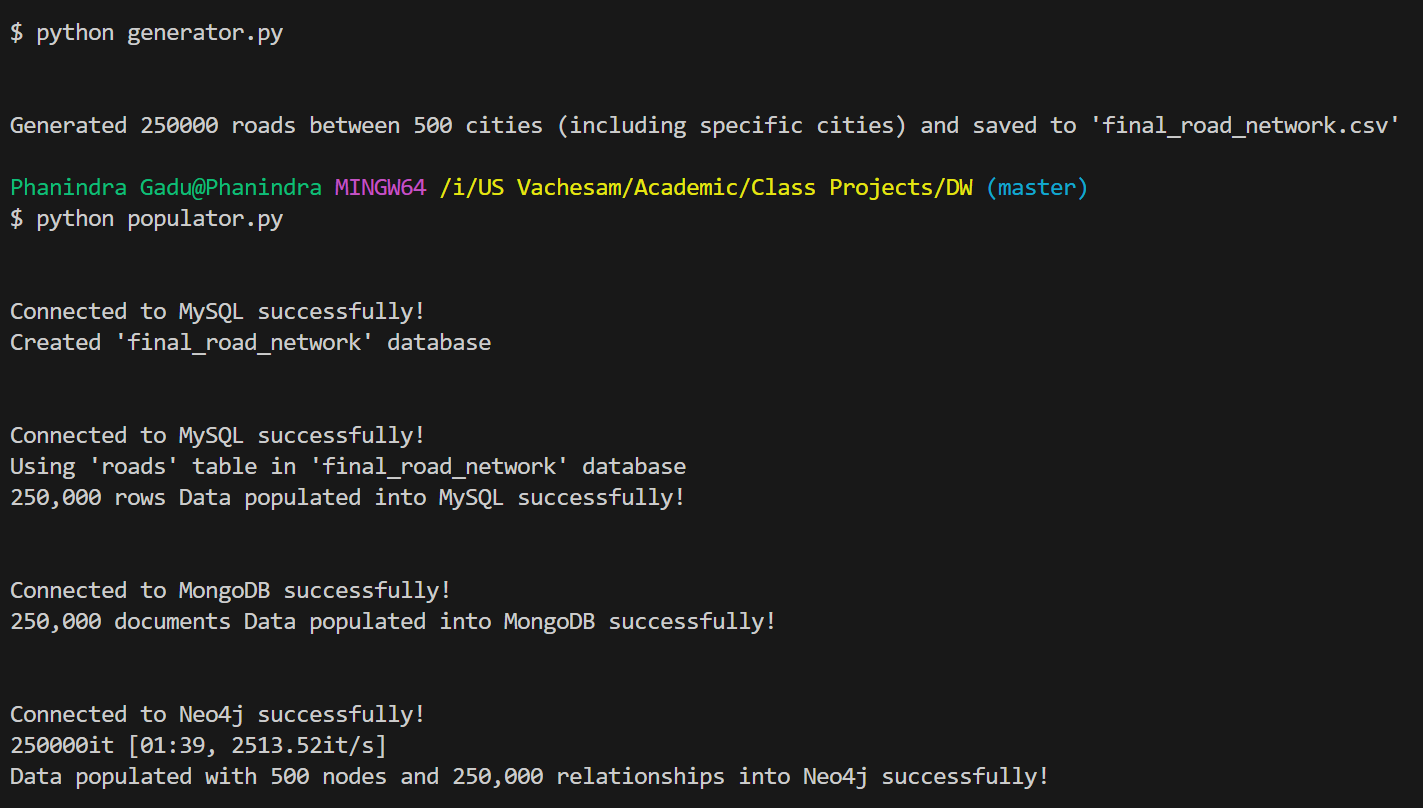 $ python generator.py
Generated 250000 roads between 500 cities (including specific cities) and saved to 'final_road_network.csv'
Phanindra Gadu@Phanindra MINGW64 /i/US Vachesam/Academic/Class Projects/DW (master)
$ python populator.py
Connected to MySQL successfully!
Created 'final_road_network' database
Connected to MySQL successfully!
Using 'roads' table in 'final_road_network' database
250,000 rows Data populated into MySQL successfully!
Connected to MongoDB successfully!
250,000 documents Data populated into MongoDB successfully!
Connected to Neo4j successfully!
250000it [01:39, 2513.52it/s]
Data populated with 500 nodes and 250,000 relationships into Neo4j successfully!